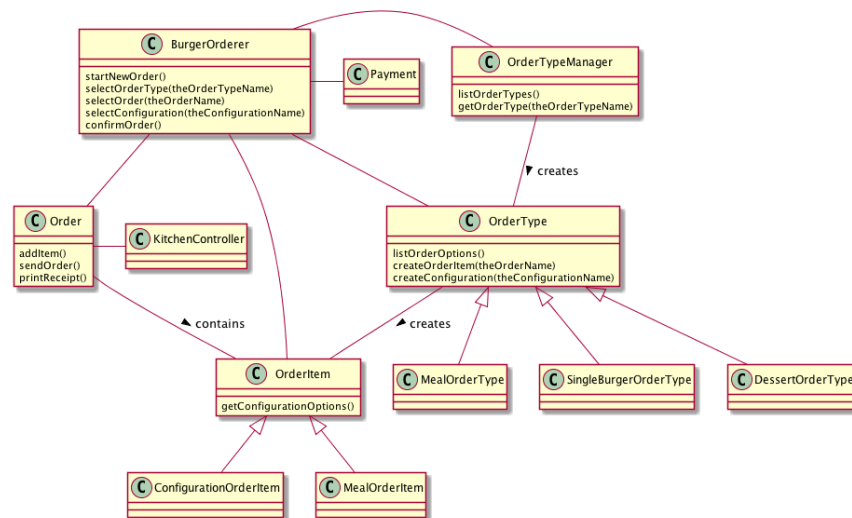 C BurgerOrderer
startNewOrder()
selectOrderType(theOrderTypeName)
selectOrder(theOrderName)
selectConfiguration(theConfigurationName)
confirmOrder()
C Payment
C OrderTypeManager
listOrderTypes()
getOrderType(theOrderTypeName)
creates
C Order
addItem()
sendOrder()
printReceipt()
C KitchenController
C OrderType
listOrderOptions()
createOrderItem(theOrderName)
createConfiguration(theConfigurationName)
contains
creates
C OrderItem
getConfigurationOptions()
C MealOrderType
C SingleBurgerOrderType
C DessertOrderType
C ConfigurationOrderItem
C MealOrderItem